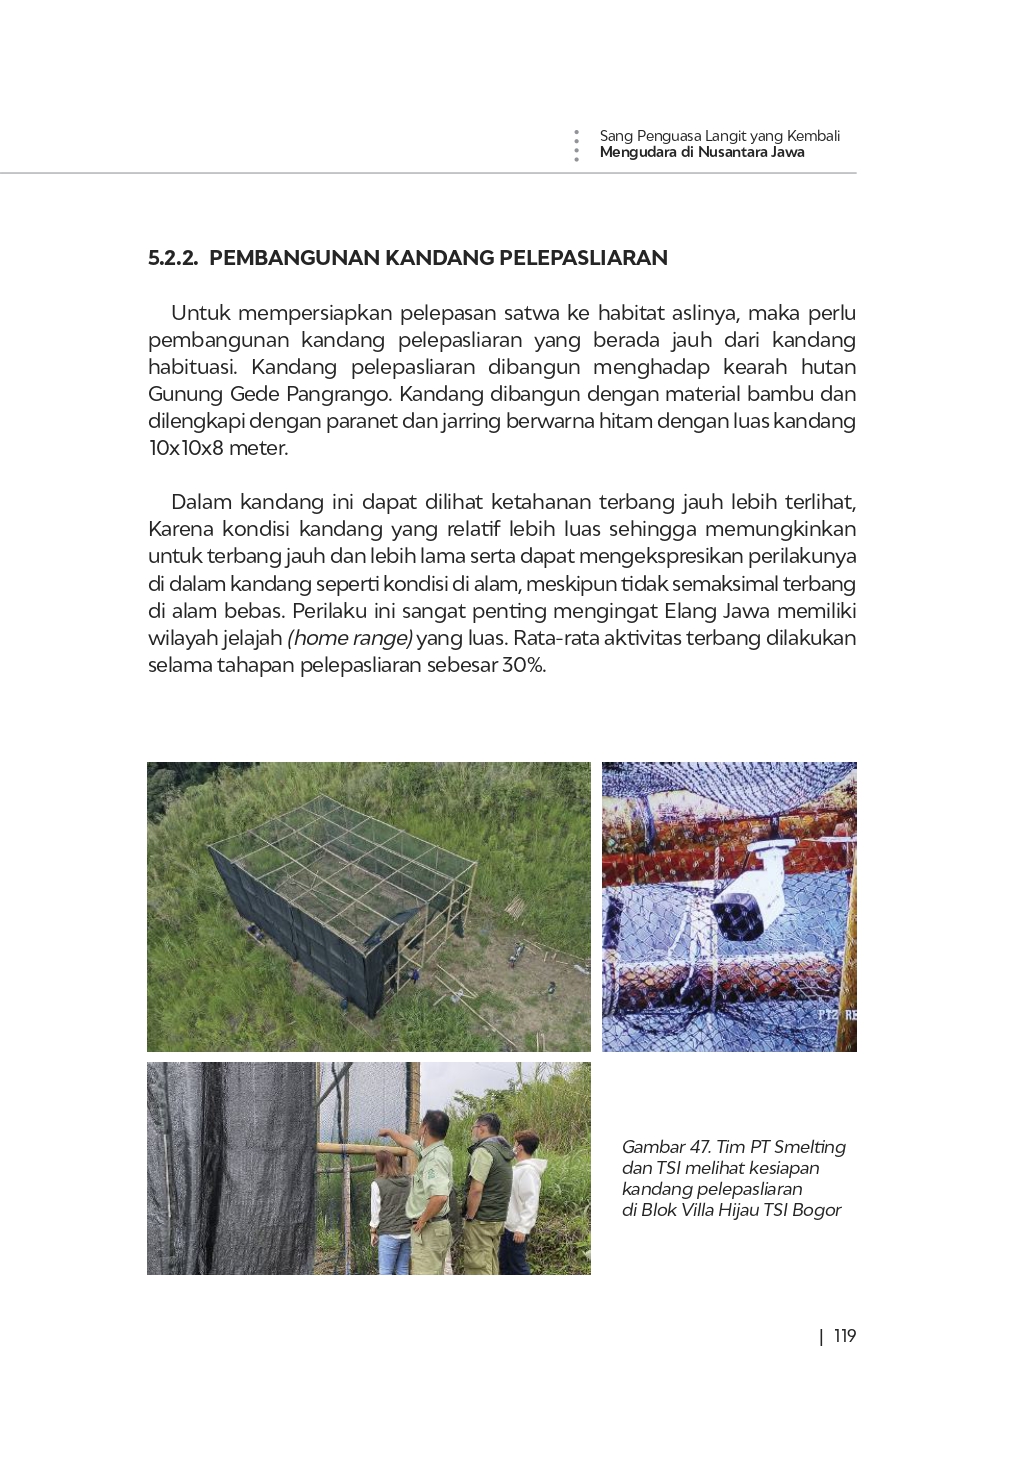 Sang Penguasa Langit yang Kembali
Mengudara di Nusantara Jawa
5.2.2. PEMBANGUNAN KANDANG PELEPASLIARAN
Untuk mempersiapkan pelepasan satwa ke habitat aslinya, maka perlu
pembangunan kandang pelepasliaran yang berada jauh dari kandang
habituasi. Kandang pelepasliaran dibangun menghadap kearah hutan
Gunung Gede Pangrango. Kandang dibangun dengan material bambu dan
dilengkapi dengan paranet dan jarring berwarna hitam dengan luas kandang
10x10x8 meter.
Dalam kandang ini dapat dilihat ketahanan terbang jauh lebih terlihat,
Karena kondisi kandang yang relatif lebih luas sehingga memungkinkan
untuk terbang jauh dan lebih lama serta dapat mengekspresikan perilakunya
di dalam kandang seperti kondisi di alam, meskipun tidak semaksimal terbang
di alam bebas. Perilaku ini sangat penting mengingat Elang Jawa memiliki
wilayah jelajah (home range) yang luas. Rata-rata aktivitas terbang dilakukan
selama tahapan pelepasliaran sebesar 30%.
PTZ RE
Gambar 47. Tim PT Smelting
dan TSI melihat kesiapan
kandang pelepasliaran
di Blok Villa Hijau TSI Bogor
| 119